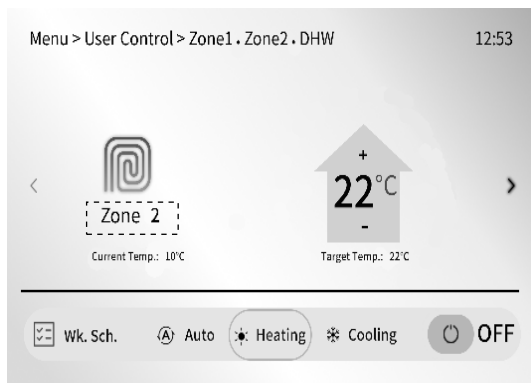 Menu > User Control > Zone1 • Zone2 • DHW 12:53
+
22°C
-
Zone 2
Current Temp.: 10°C Target Temp.: 22°C
Wk. Sch. A Auto Heating Cooling OFF